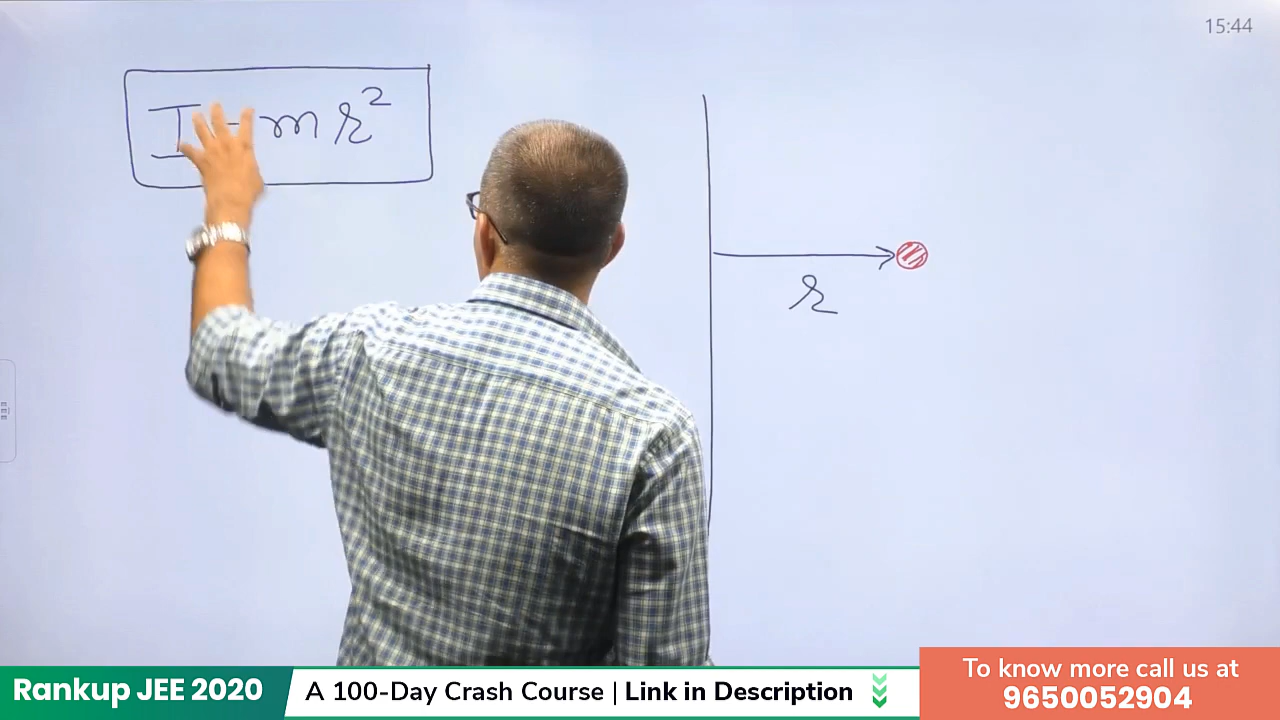 15:44
I = mr²
r
Rankup JEE 2020
A 100-Day Crash Course | Link in Description
To know more call us at
9650052904